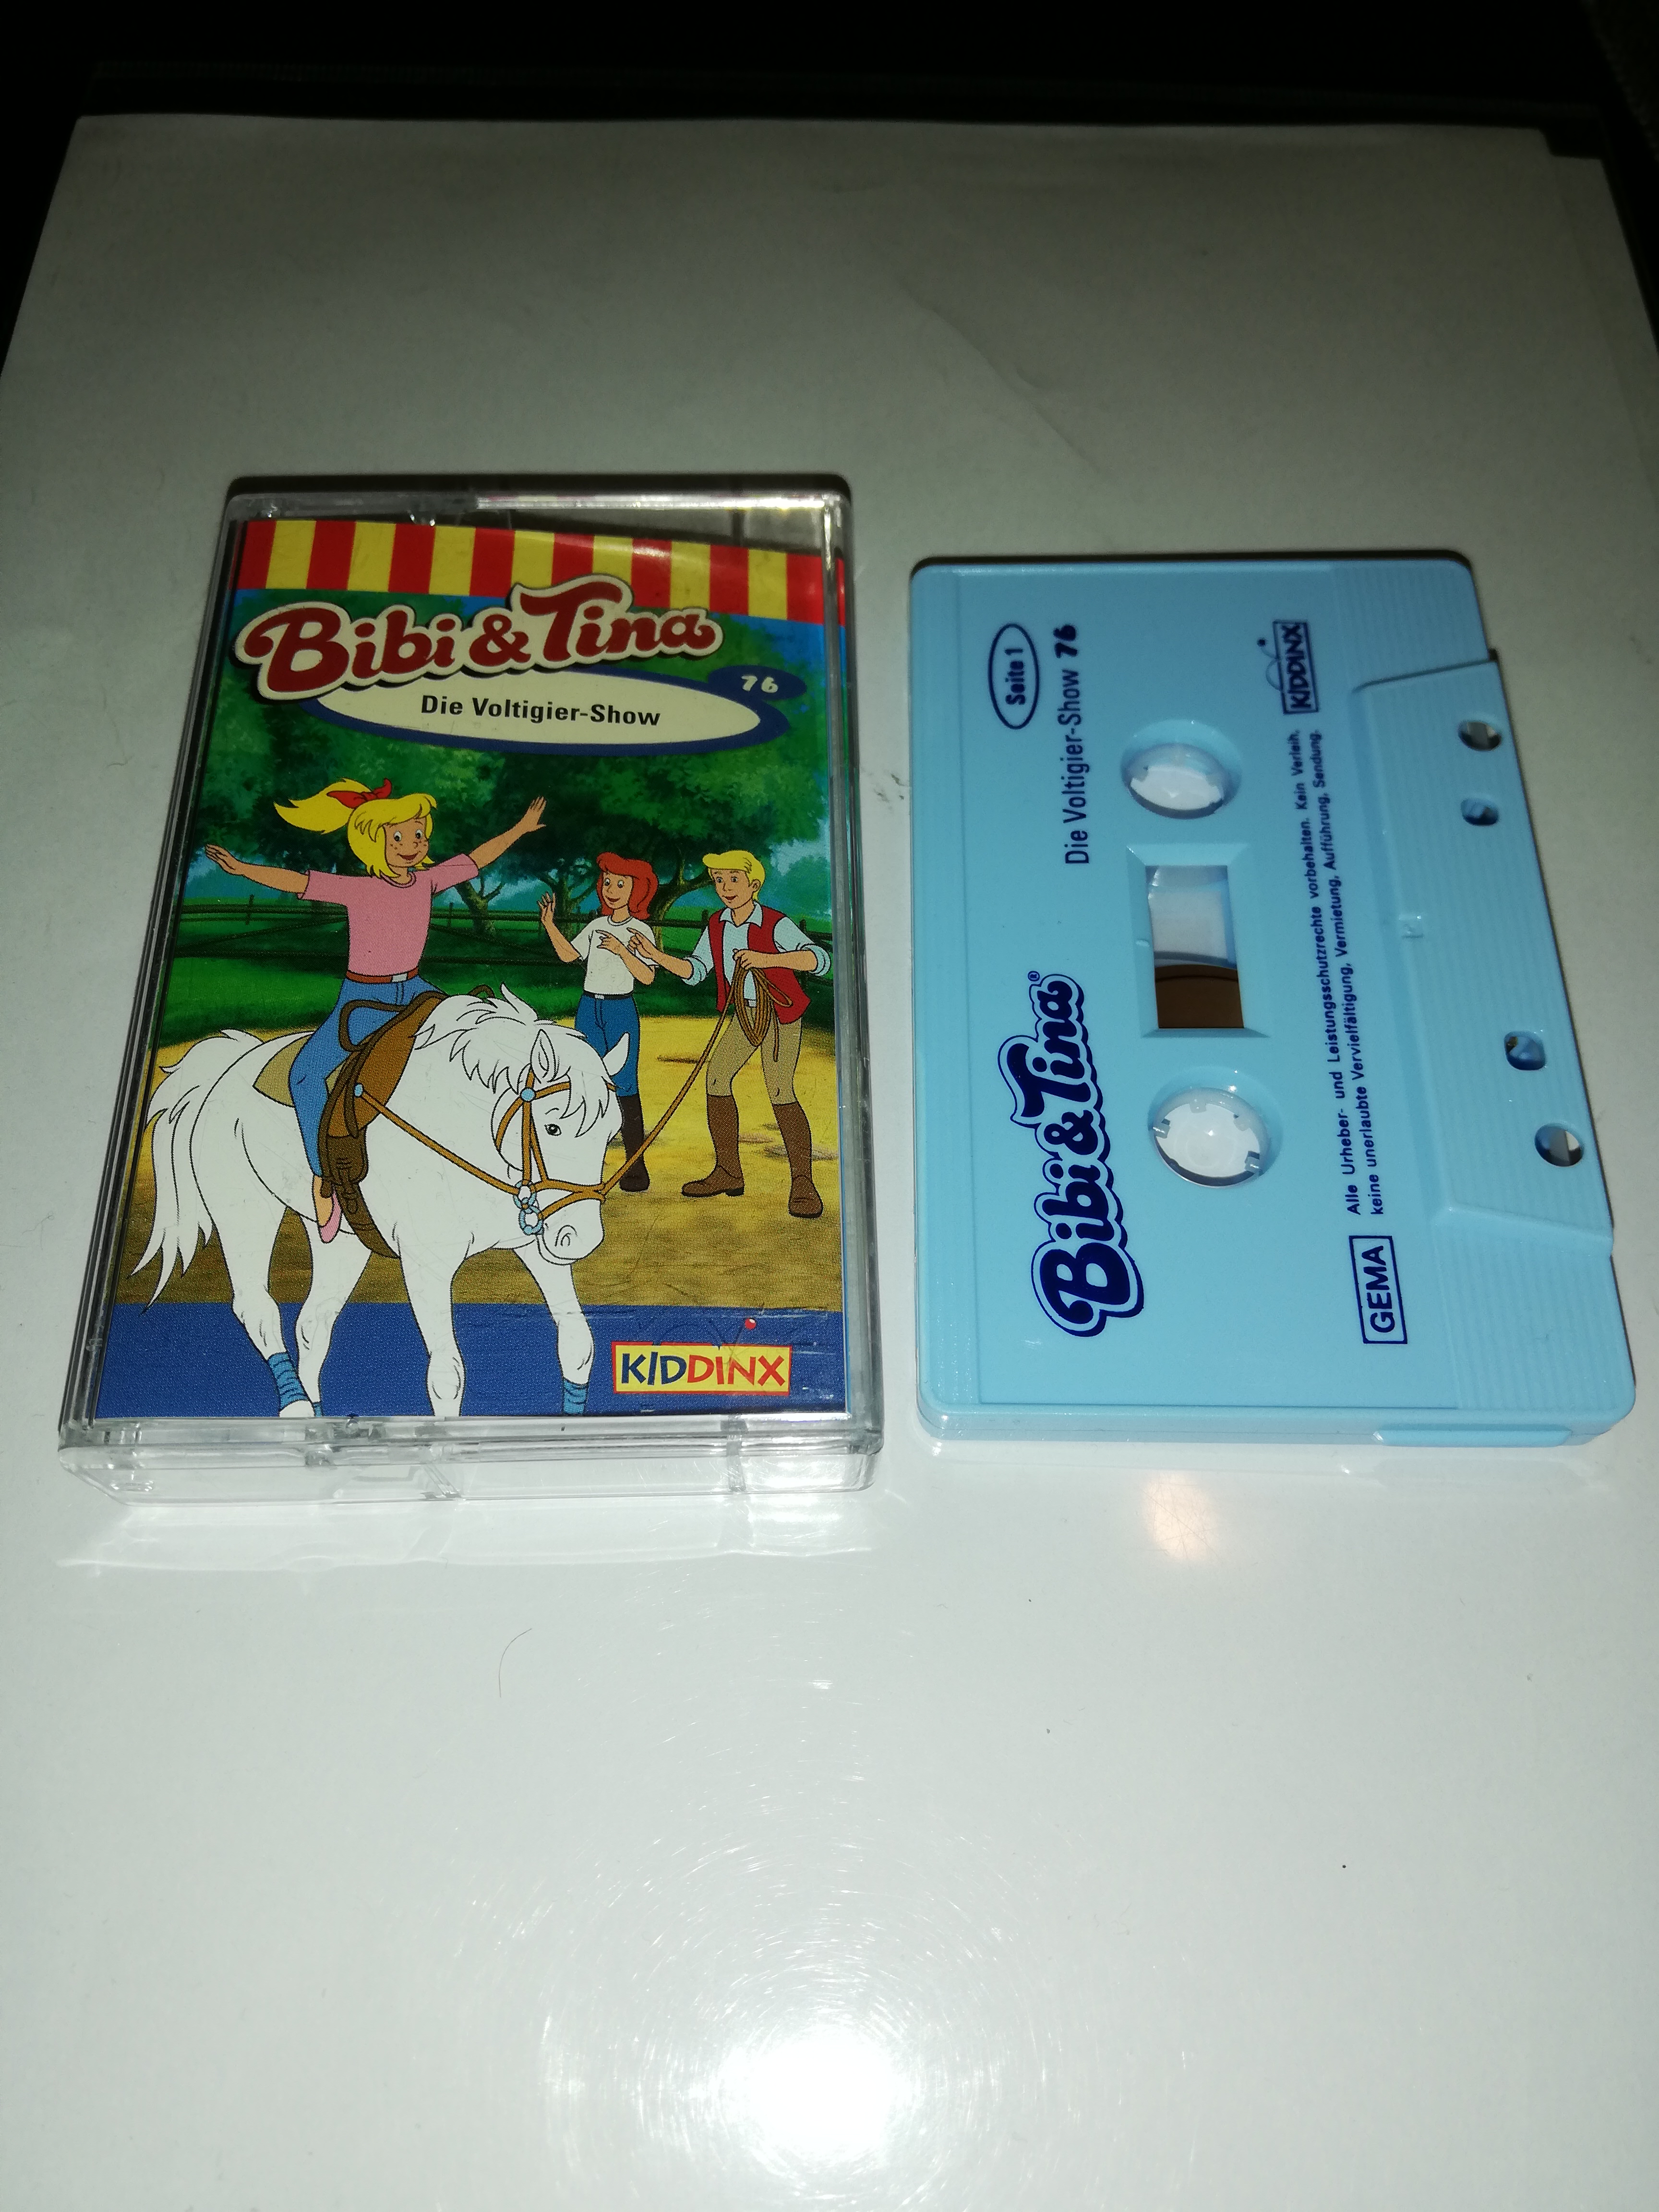 Bibi & Tina
76
Die Voltigier-Show
KIDDINX
Seite 1
Die Voltigier-Show 76
Bibi & Tina®
KIDDINX
Alle Urheber- und Leistungsschutzrechte vorbehalten. Kein Verleih,
keine unerlaubte Vervielfältigung, Vermietung, Aufführung, Sendung.
GEMA